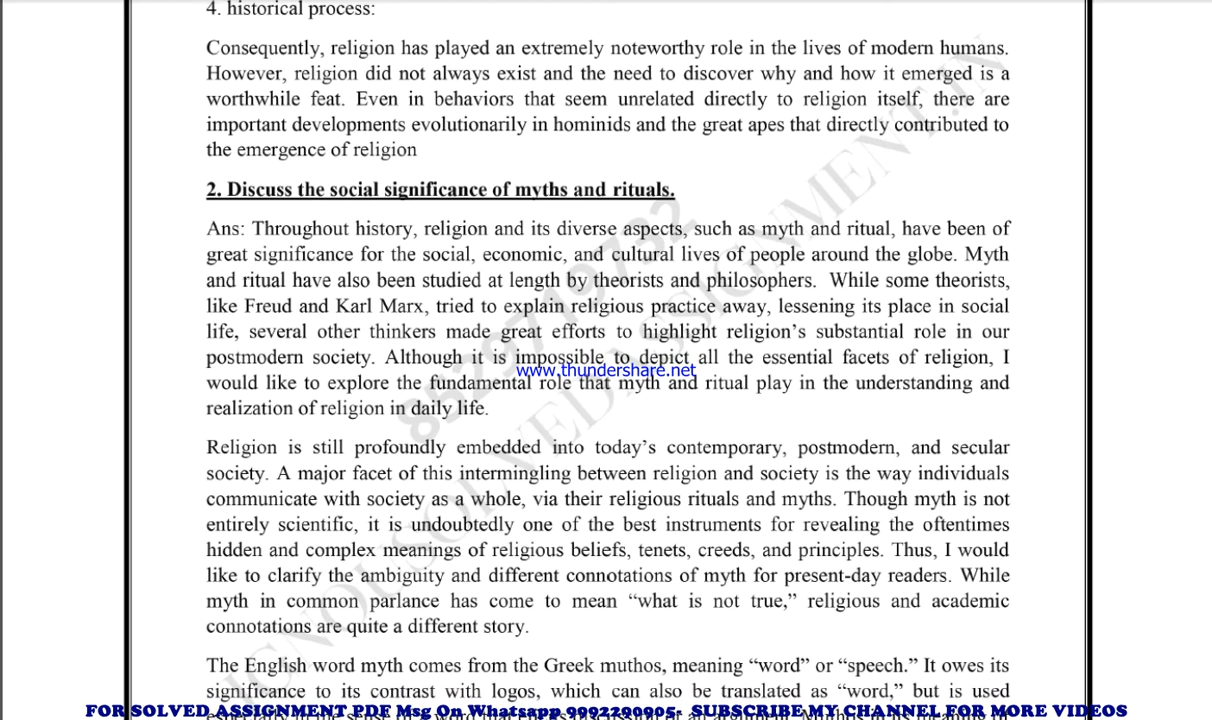 4. historical process:
Consequently, religion has played an extremely noteworthy role in the lives of modern humans.
However, religion did not always exist and the need to discover why and how it emerged is a
worthwhile feat. Even in behaviors that seem unrelated directly to religion itself, there are
important developments evolutionarily in hominids and the great apes that directly contributed to
the emergence of religion
2. Discuss the social significance of myths and rituals.
Ans: Throughout history, religion and its diverse aspects, such as myth and ritual, have been of
great significance for the social, economic, and cultural lives of people around the globe. Myth
and ritual have also been studied at length by theorists and philosophers. While some theorists,
like Freud and Karl Marx, tried to explain religious practice away, lessening its place in social
life, several other thinkers made great efforts to highlight religion’s substantial role in our
postmodern society. Although it is impossible to depict all the essential facets of religion, I
www.thundershare.net
would like to explore the fundamental role that myth and ritual play in the understanding and
realization of religion in daily life.
Religion is still profoundly embedded into today’s contemporary, postmodern, and secular
society. A major facet of this intermingling between religion and society is the way individuals
communicate with society as a whole, via their religious rituals and myths. Though myth is not
entirely scientific, it is undoubtedly one of the best instruments for revealing the oftentimes
hidden and complex meanings of religious beliefs, tenets, creeds, and principles. Thus, I would
like to clarify the ambiguity and different connotations of myth for present-day readers. While
myth in common parlance has come to mean “what is not true,” religious and academic
connotations are quite a different story.
The English word myth comes from the Greek muthos, meaning “word” or “speech.” It owes its
significance to its contrast with logos, which can also be translated as “word,” but is used
FOR SOLVED ASSIGNMENT PDF Msg On Whatsapp 9992290905- SUBSCRIBE MY CHANNEL FOR MORE VIDEOS
IGNOU SOLVED ASSIGNMENT.IN
8529719732